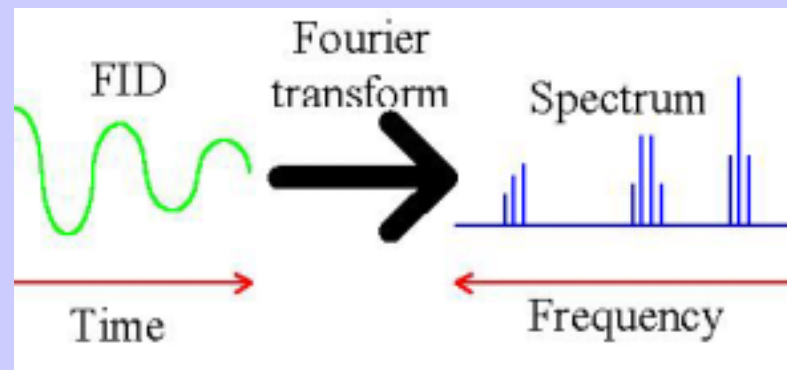 FID
Fourier
transform
Spectrum
Time
Frequency